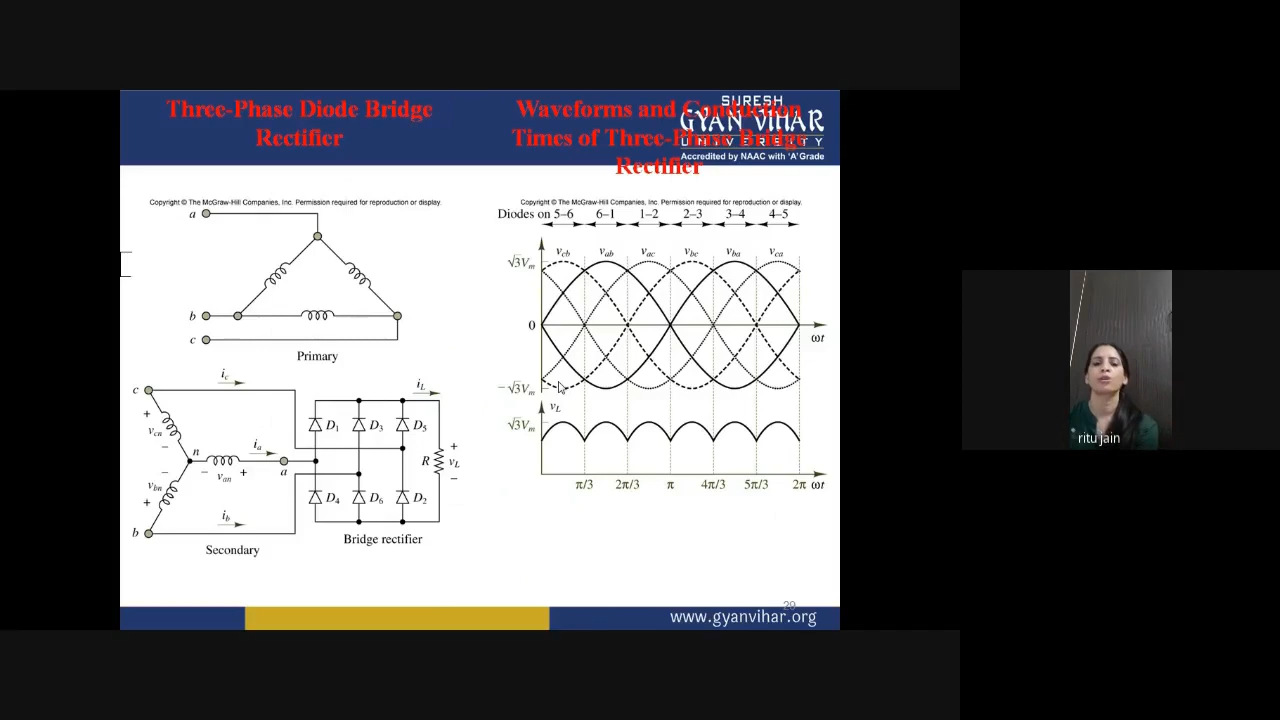 Three-Phase Diode Bridge
Rectifier
Waveforms and Conduction
Times of Three-Phase Bridge
Rectifier
SURESH
GYAN VIHAR
UNIVERSITY
Accredited by NAAC with 'A' Grade
Copyright © The McGraw-Hill Companies, Inc. Permission required for reproduction or display.
a
b
c
Primary
c
i_c
+
v_cn
−
n
i_a
− v_an +
a
−
v_bn
+
i_b
b
Secondary
i_L
D₁ D₃ D₅
R
+
v_L
−
D₄ D₆ D₂
Bridge rectifier
Copyright © The McGraw-Hill Companies, Inc. Permission required for reproduction or display.
Diodes on 5–6 6–1 1–2 2–3 3–4 4–5
v_cb v_ab v_ac v_bc v_ba v_ca
√3V_m
0
ωt
−√3V_m
v_L
√3V_m
π/3 2π/3 π 4π/3 5π/3 2π ωt
29
www.gyanvihar.org
ritu jain